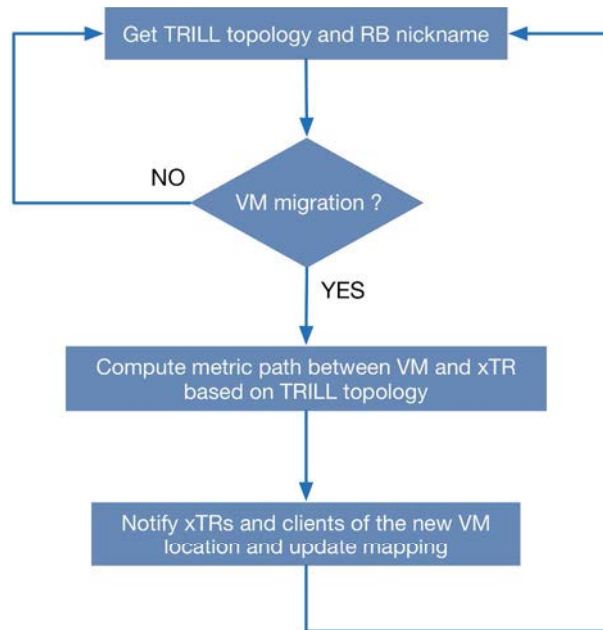 Get TRILL topology and RB nickname
NO
VM migration ?
YES
Compute metric path between VM and xTR
based on TRILL topology
Notify xTRs and clients of the new VM
location and update mapping